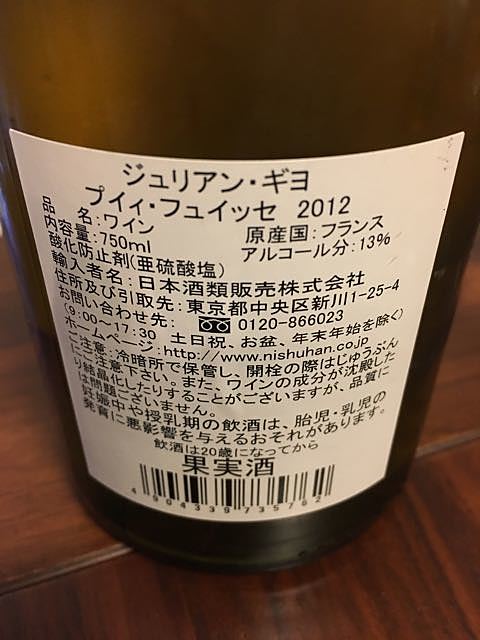 ジュリアン・ギヨ
プイィ・フュイッセ 2012
品　名:ワイン　原産国:フランス
内容量:750ml　アルコール分:13%
酸化防止剤(亜硫酸塩)
輸入者名:日本酒類販売株式会社
住所及び引取先:東京都中央区新川1-25-4
お問い合わせ先: 0120-866023
(9:00~17:30 土日祝、お盆、年末年始を除く)
ホームページ:http://www.nishuhan.co.jp
ご注意:冷暗所で保管し、開栓の際はじゅうぶん
にご注意下さい。また、ワインの成分が沈殿した
り結晶化したりすることがございますが、品質に
は問題ございません。
妊娠中や授乳期の飲酒は、胎児・乳児の
発育に悪影響を与えるおそれがあります。
飲酒は20歳になってから
果実酒
4904339735762